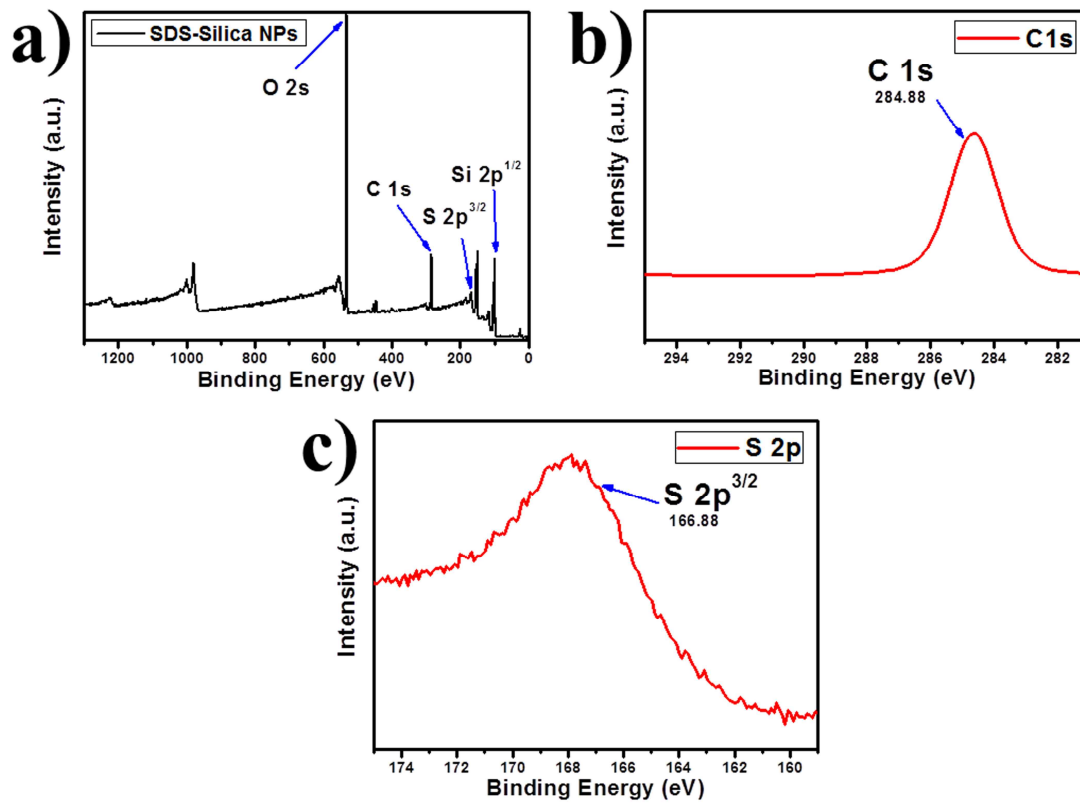 a)
SDS-Silica NPs
O 2s
C 1s
S 2p3/2
Si 2p1/2
Intensity (a.u.)
1200 1000 800 600 400 200 0
Binding Energy (eV)
b)
C1s
C 1s
284.88
Intensity (a.u.)
294 292 290 288 286 284 282
Binding Energy (eV)
c)
S 2p
S 2p3/2
166.88
Intensity (a.u.)
174 172 170 168 166 164 162 160
Binding Energy (eV)